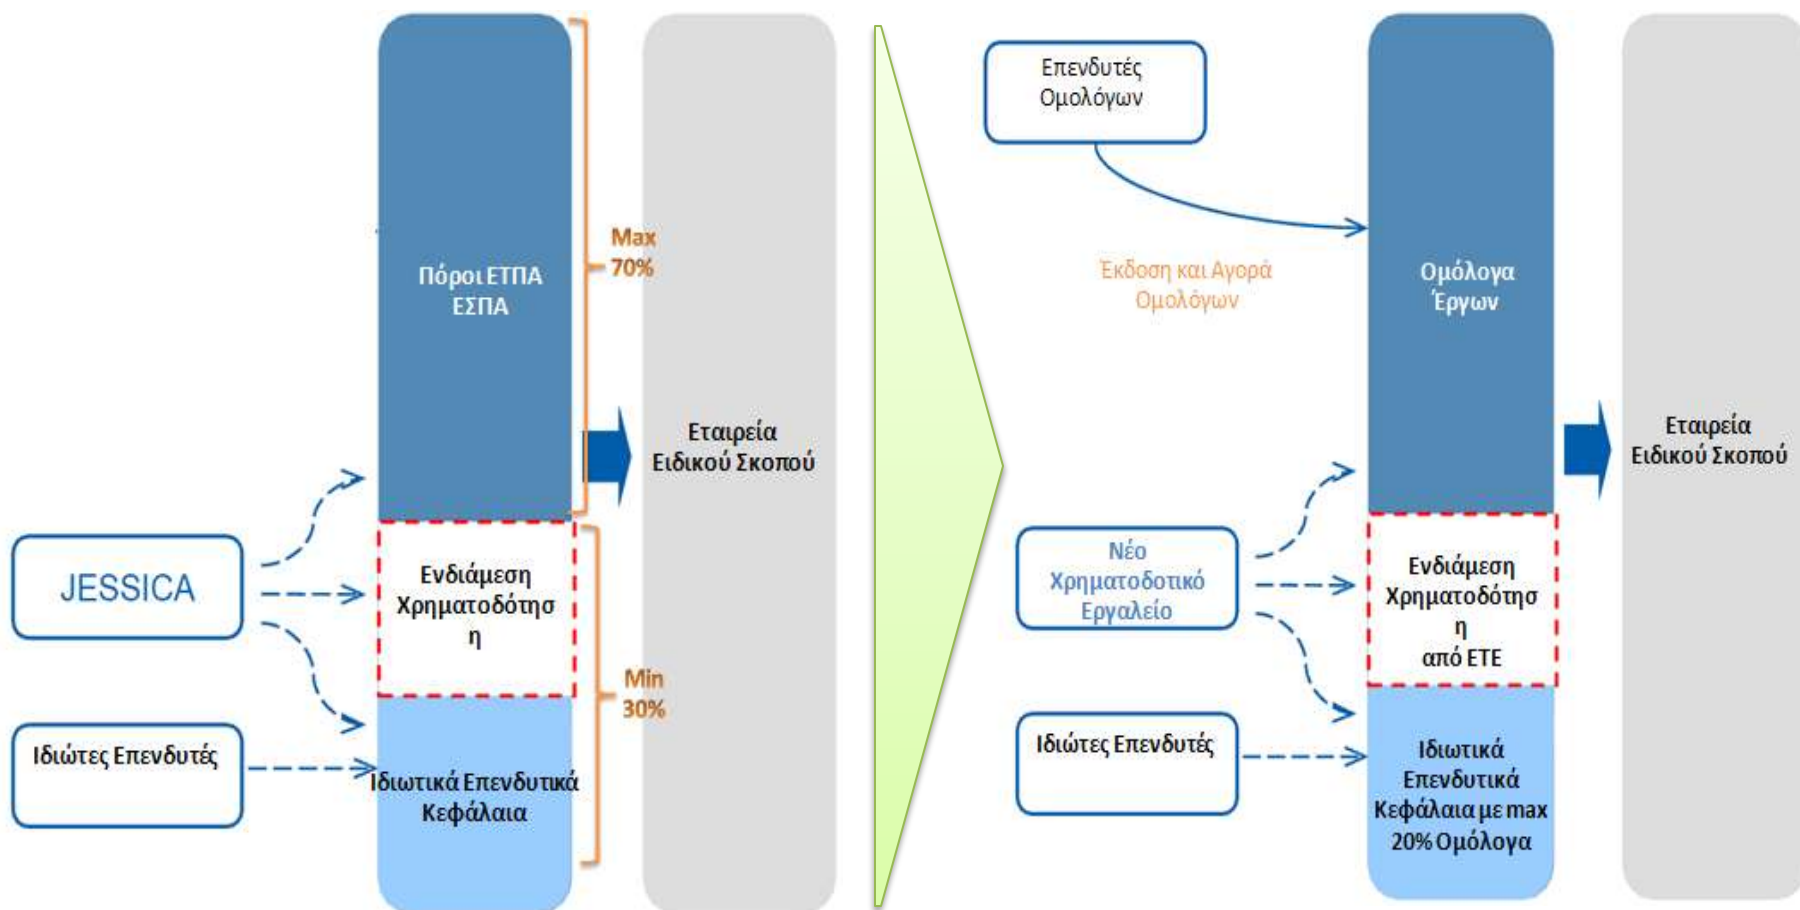 Πόροι ΕΤΠΑ
ΕΣΠΑ
Max
70%
Εταιρεία
Ειδικού Σκοπού
JESSICA
Ενδιάμεση
Χρηματοδότησ
η
Min
30%
Ιδιώτες Επενδυτές
Ιδιωτικά Επενδυτικά
Κεφάλαια
Επενδυτές
Ομολόγων
Έκδοση και Αγορά
Ομολόγων
Ομόλογα
Έργων
Εταιρεία
Ειδικού Σκοπού
Νέο
Χρηματοδοτικό
Εργαλείο
Ενδιάμεση
Χρηματοδότησ
η
από ΕΤΕ
Ιδιώτες Επενδυτές
Ιδιωτικά
Επενδυτικά
Κεφάλαια με max
20% Ομόλογα